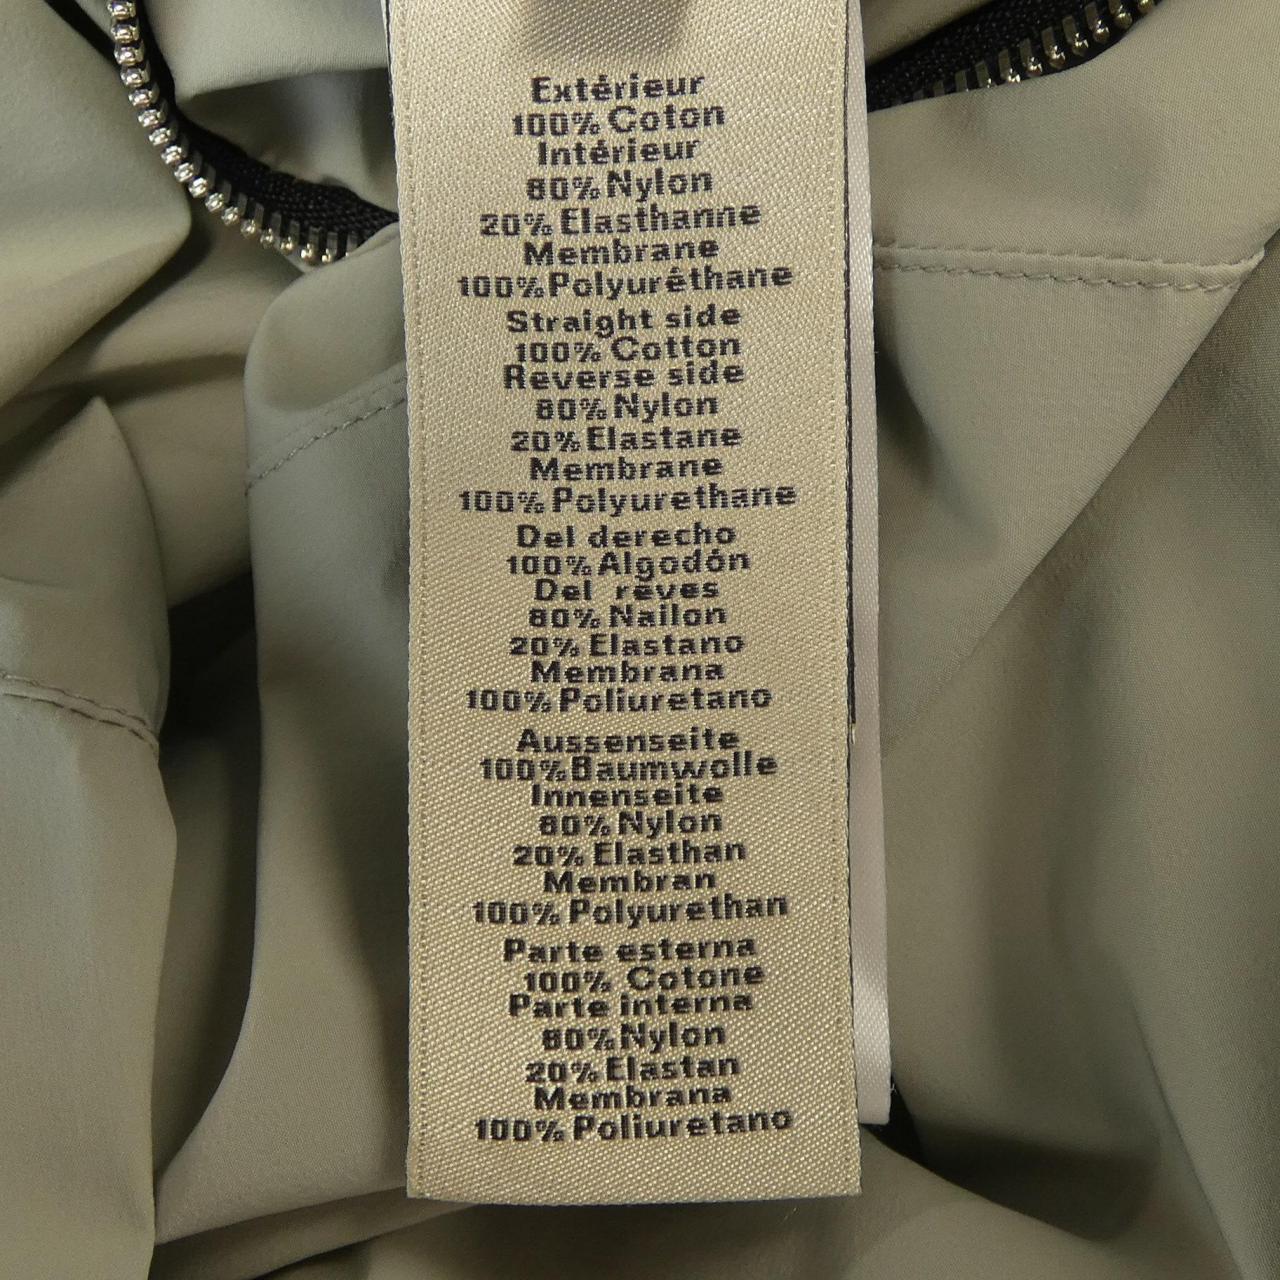 Extérieur
100% Coton
Intérieur
80% Nylon
20% Elasthanne
Membrane
100% Polyuréthane
Straight side
100% Cotton
Reverse side
80% Nylon
20% Elastane
Membrane
100% Polyurethane
Del derecho
100% Algodón
Del rêves
80% Nailon
20% Elastano
Membrana
100% Poliuretano
Aussenseite
100% Baumwolle
Innenseite
80% Nylon
20% Elasthan
Membran
100% Polyurethan
Parte esterna
100% Cotone
Parte interna
80% Nylon
20% Elastan
Membrana
100% Poliuretano